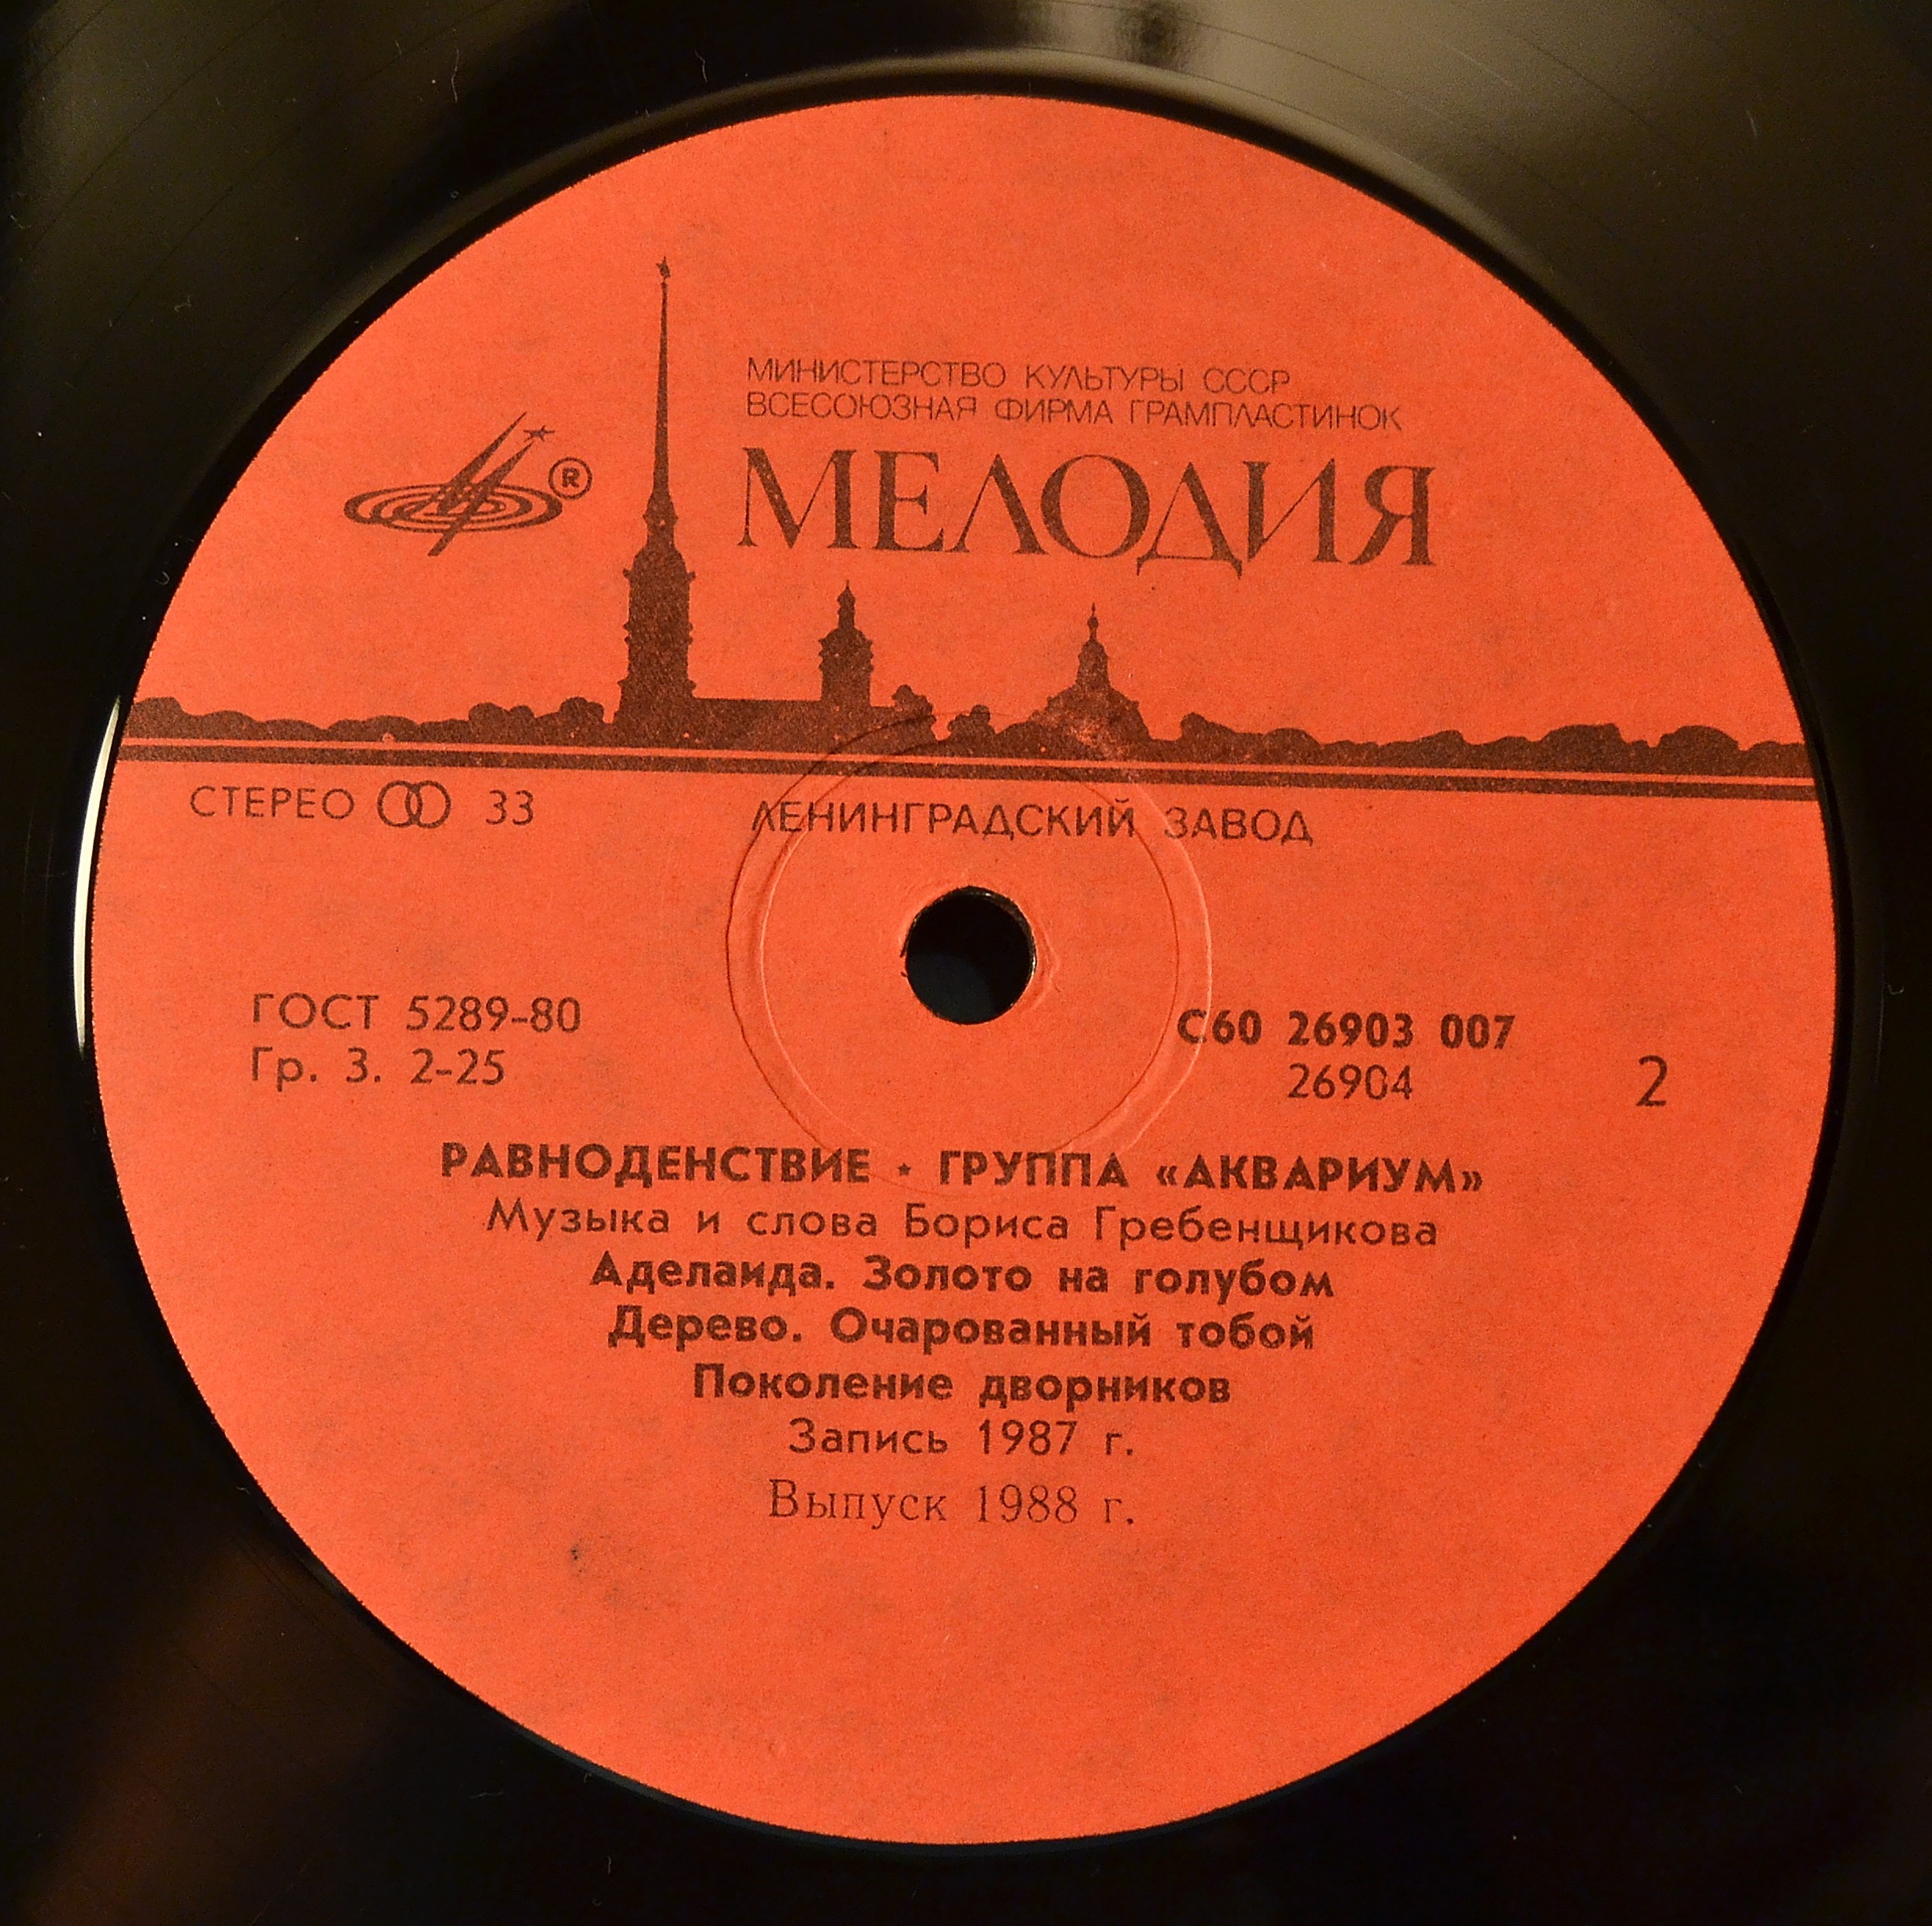 МИНИСТЕРСТВО КУЛЬТУРЫ СССР
ВСЕСОЮЗНАЯ ФИРМА ГРАМПЛАСТИНОК
МЕЛОДИЯ
®
СТЕРЕО 33
ЛЕНИНГРАДСКИЙ ЗАВОД
ГОСТ 5289-80
Гр. 3. 2-25
С60 26903 007
26904
2
РАВНОДЕНСТВИЕ ⋆ ГРУППА «АКВАРИУМ»
Музыка и слова Бориса Гребенщикова
Аделаида. Золото на голубом
Дерево. Очарованный тобой
Поколение дворников
Запись 1987 г.
Выпуск 1988 г.